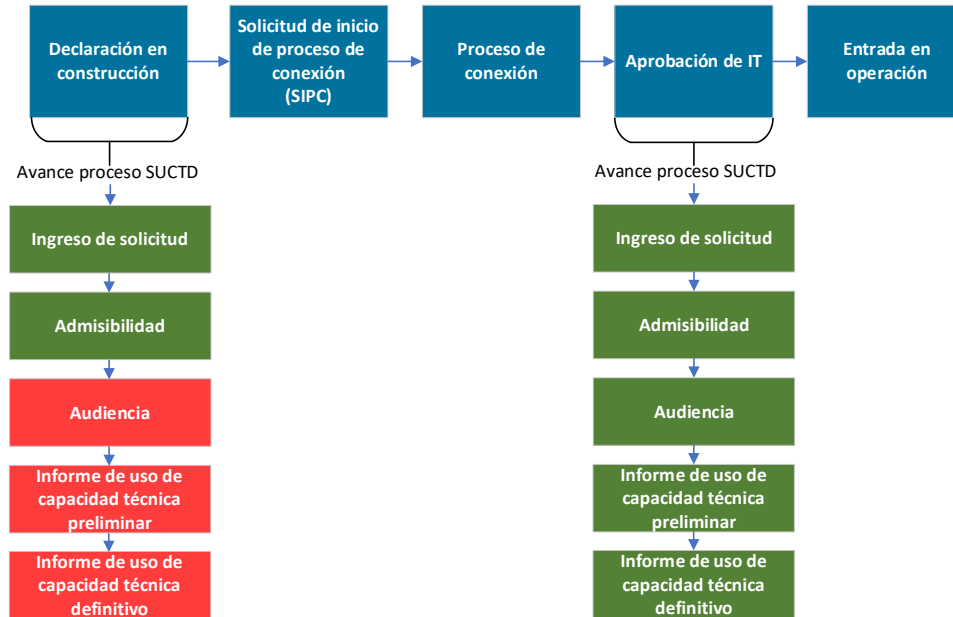 Declaración en
construcción
Solicitud de inicio
de proceso de
conexión
(SIPC)
Proceso de
conexión
Aprobación de IT
Entrada en
operación
Avance proceso SUCTD
Ingreso de solicitud
Admisibilidad
Audiencia
Informe de uso de
capacidad técnica
preliminar
Informe de uso de
capacidad técnica
definitivo
Avance proceso SUCTD
Ingreso de solicitud
Admisibilidad
Audiencia
Informe de uso de
capacidad técnica
preliminar
Informe de uso de
capacidad técnica
definitivo